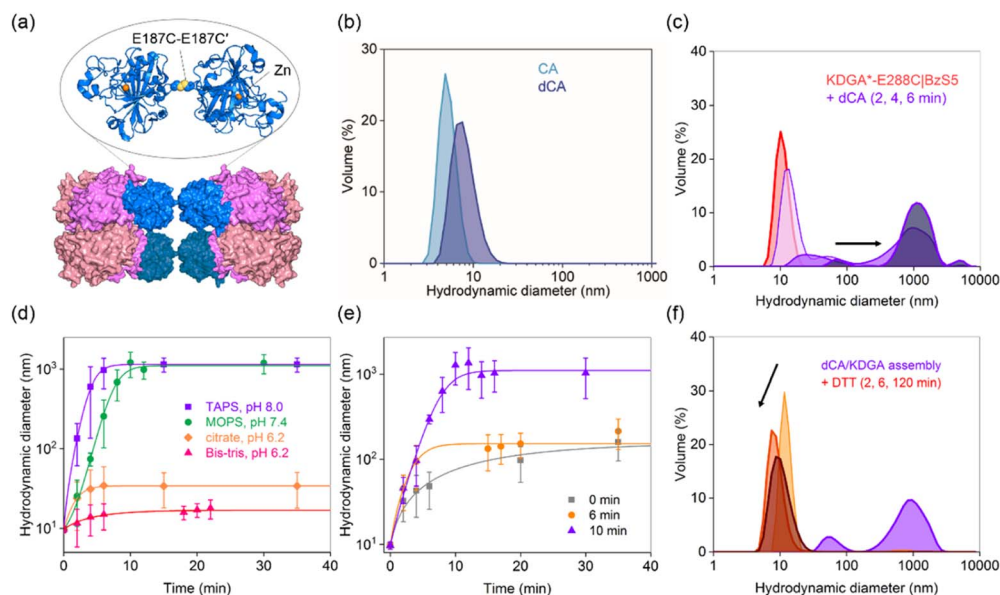 (a)
E187C-E187C'
Zn
(b)
Volume (%)
30
20
10
0
CA
dCA
1
10
100
1000
Hydrodynamic diameter (nm)
(c)
Volume (%)
50
40
30
20
10
0
KDGA*-E288C|BzS5
+ dCA (2, 4, 6 min)
1
10
100
1000
10000
Hydrodynamic diameter (nm)
(d)
Hydrodynamic diameter (nm)
10³
10²
10¹
TAPS, pH 8.0
MOPS, pH 7.4
citrate, pH 6.2
Bis-tris, pH 6.2
0
10
20
30
40
Time (min)
(e)
Hydrodynamic diameter (nm)
10³
10²
10¹
0 min
6 min
10 min
0
10
20
30
40
Time (min)
(f)
Volume (%)
40
30
20
10
0
dCA/KDGA assembly
+ DTT (2, 6, 120 min)
1
10
100
1000
10000
Hydrodynamic diameter (nm)